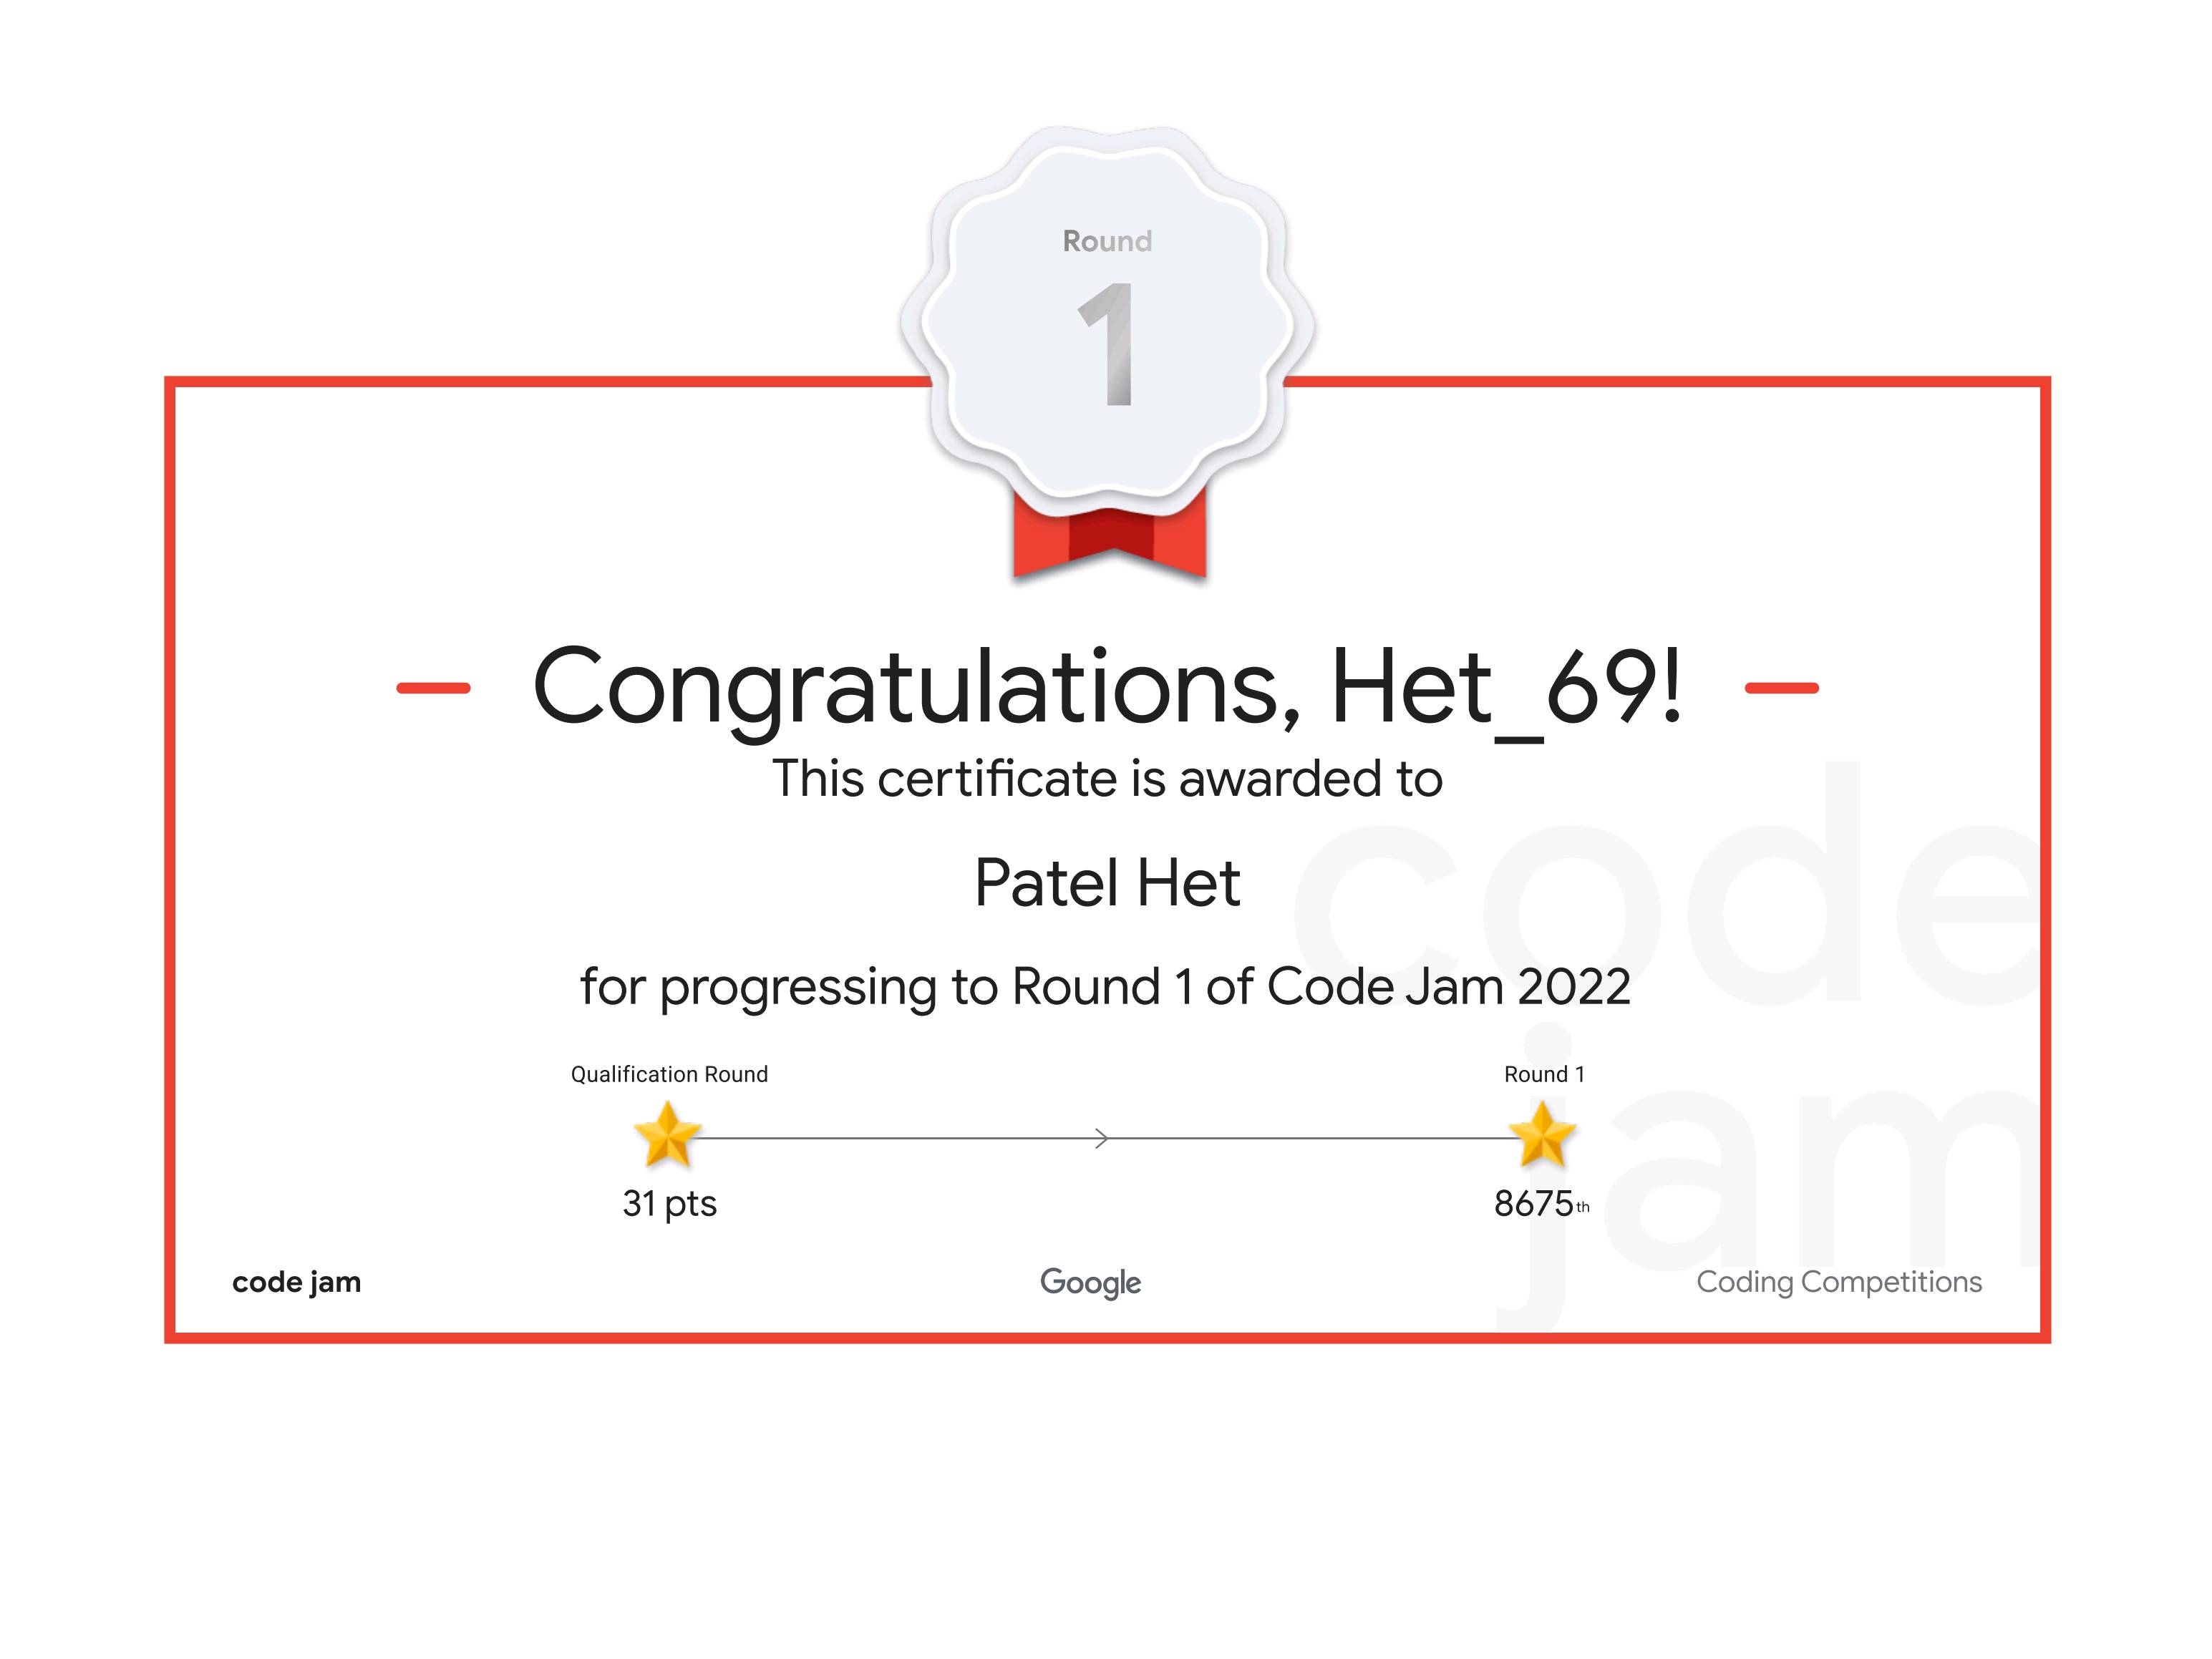 Round
1
Congratulations, Het_69!
This certificate is awarded to
Patel Het
for progressing to Round 1 of Code Jam 2022
Qualification Round
Round 1
31 pts
8675th
code jam
Google
Coding Competitions
code
jam